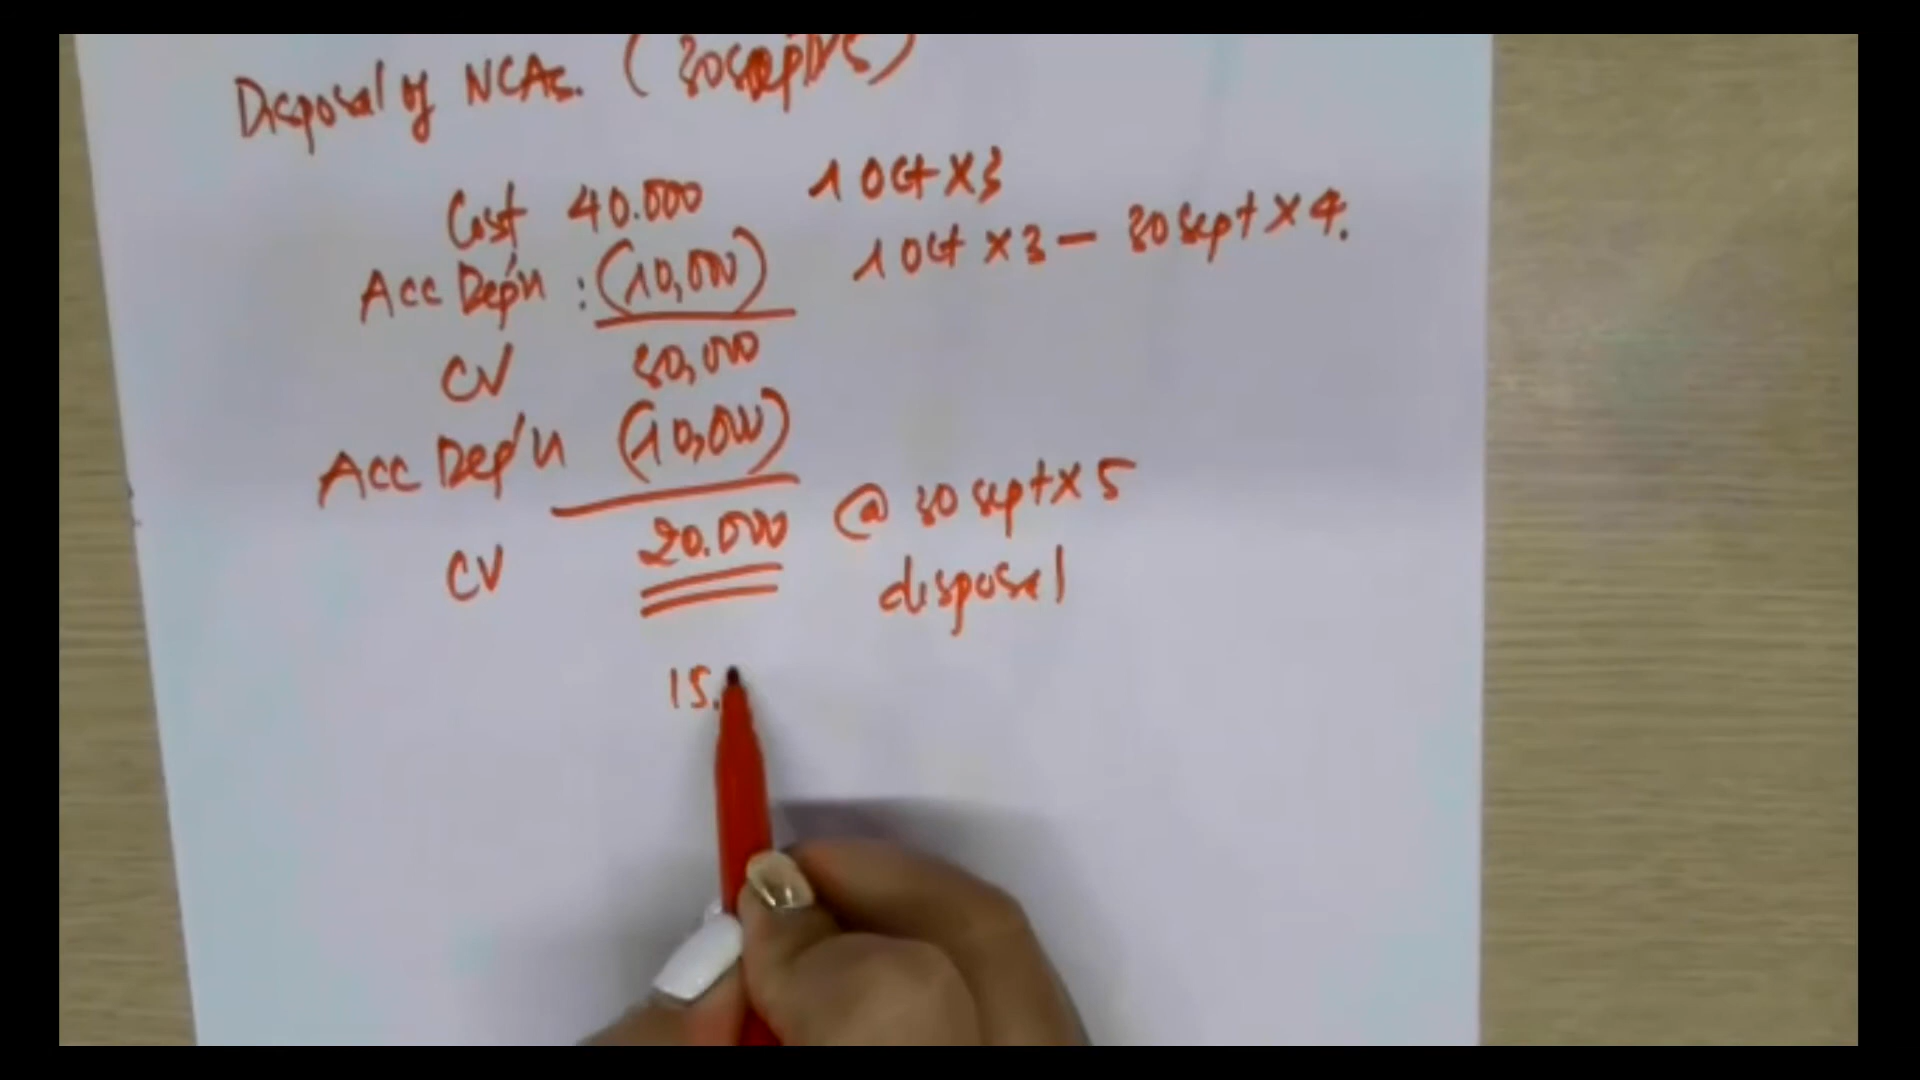 Disposal of NCAs. (30 sept X5)
Cost 40.000 1 Oct X3
Acc Dep'n : (10,000) 1 Oct X3 - 30 sept X4.
CV 30,000
Acc Dep'n (10,000)
CV 20.000 @ 30 sept X5
disposal
15.